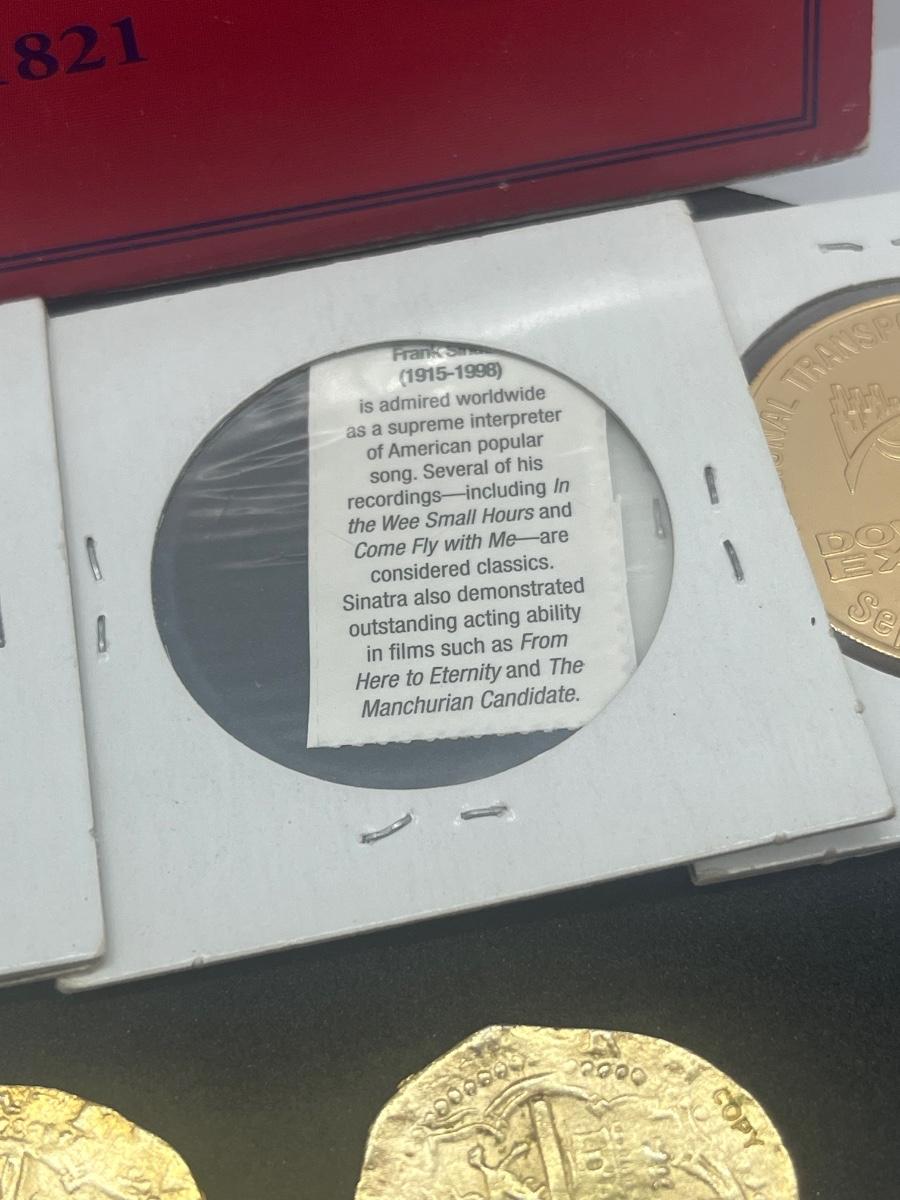 1821
Frank Sinatra
(1915-1998)
is admired worldwide
as a supreme interpreter
of American popular
song. Several of his
recordings—including In
the Wee Small Hours and
Come Fly with Me—are
considered classics.
Sinatra also demonstrated
outstanding acting ability
in films such as From
Here to Eternity and The
Manchurian Candidate.
COPY